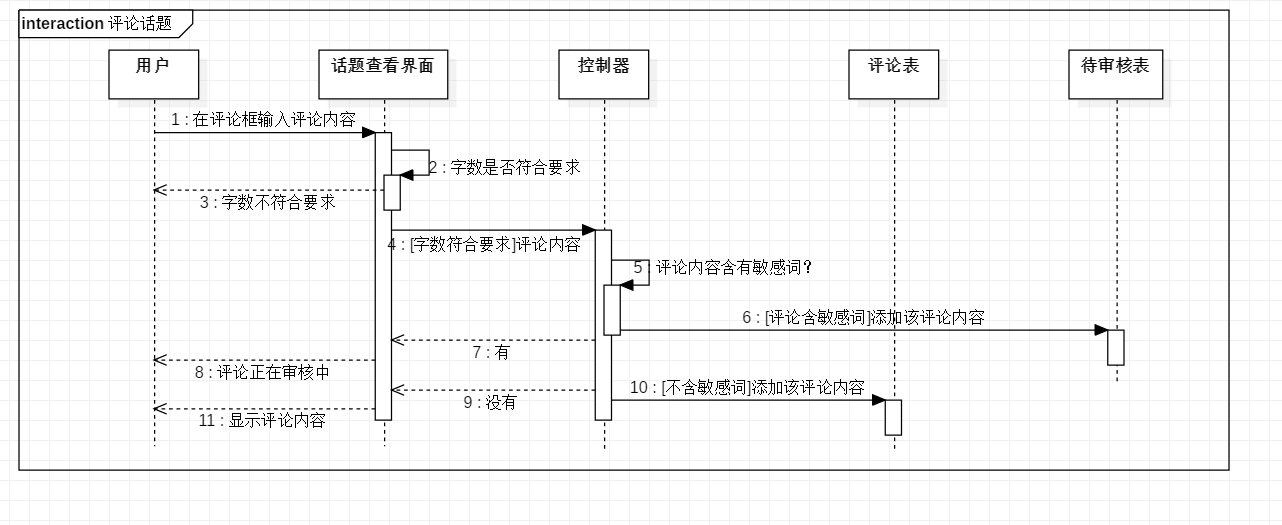 interaction 评论话题
用户
话题查看界面
控制器
评论表
待审核表
1 : 在评论框输入评论内容
2 : 字数是否符合要求
3 : 字数不符合要求
4 : [字数符合要求]评论内容
5 : 评论内容含有敏感词?
6 : [评论含敏感词]添加该评论内容
7 : 有
8 : 评论正在审核中
9 : 没有
10 : [不含敏感词]添加该评论内容
11 : 显示评论内容